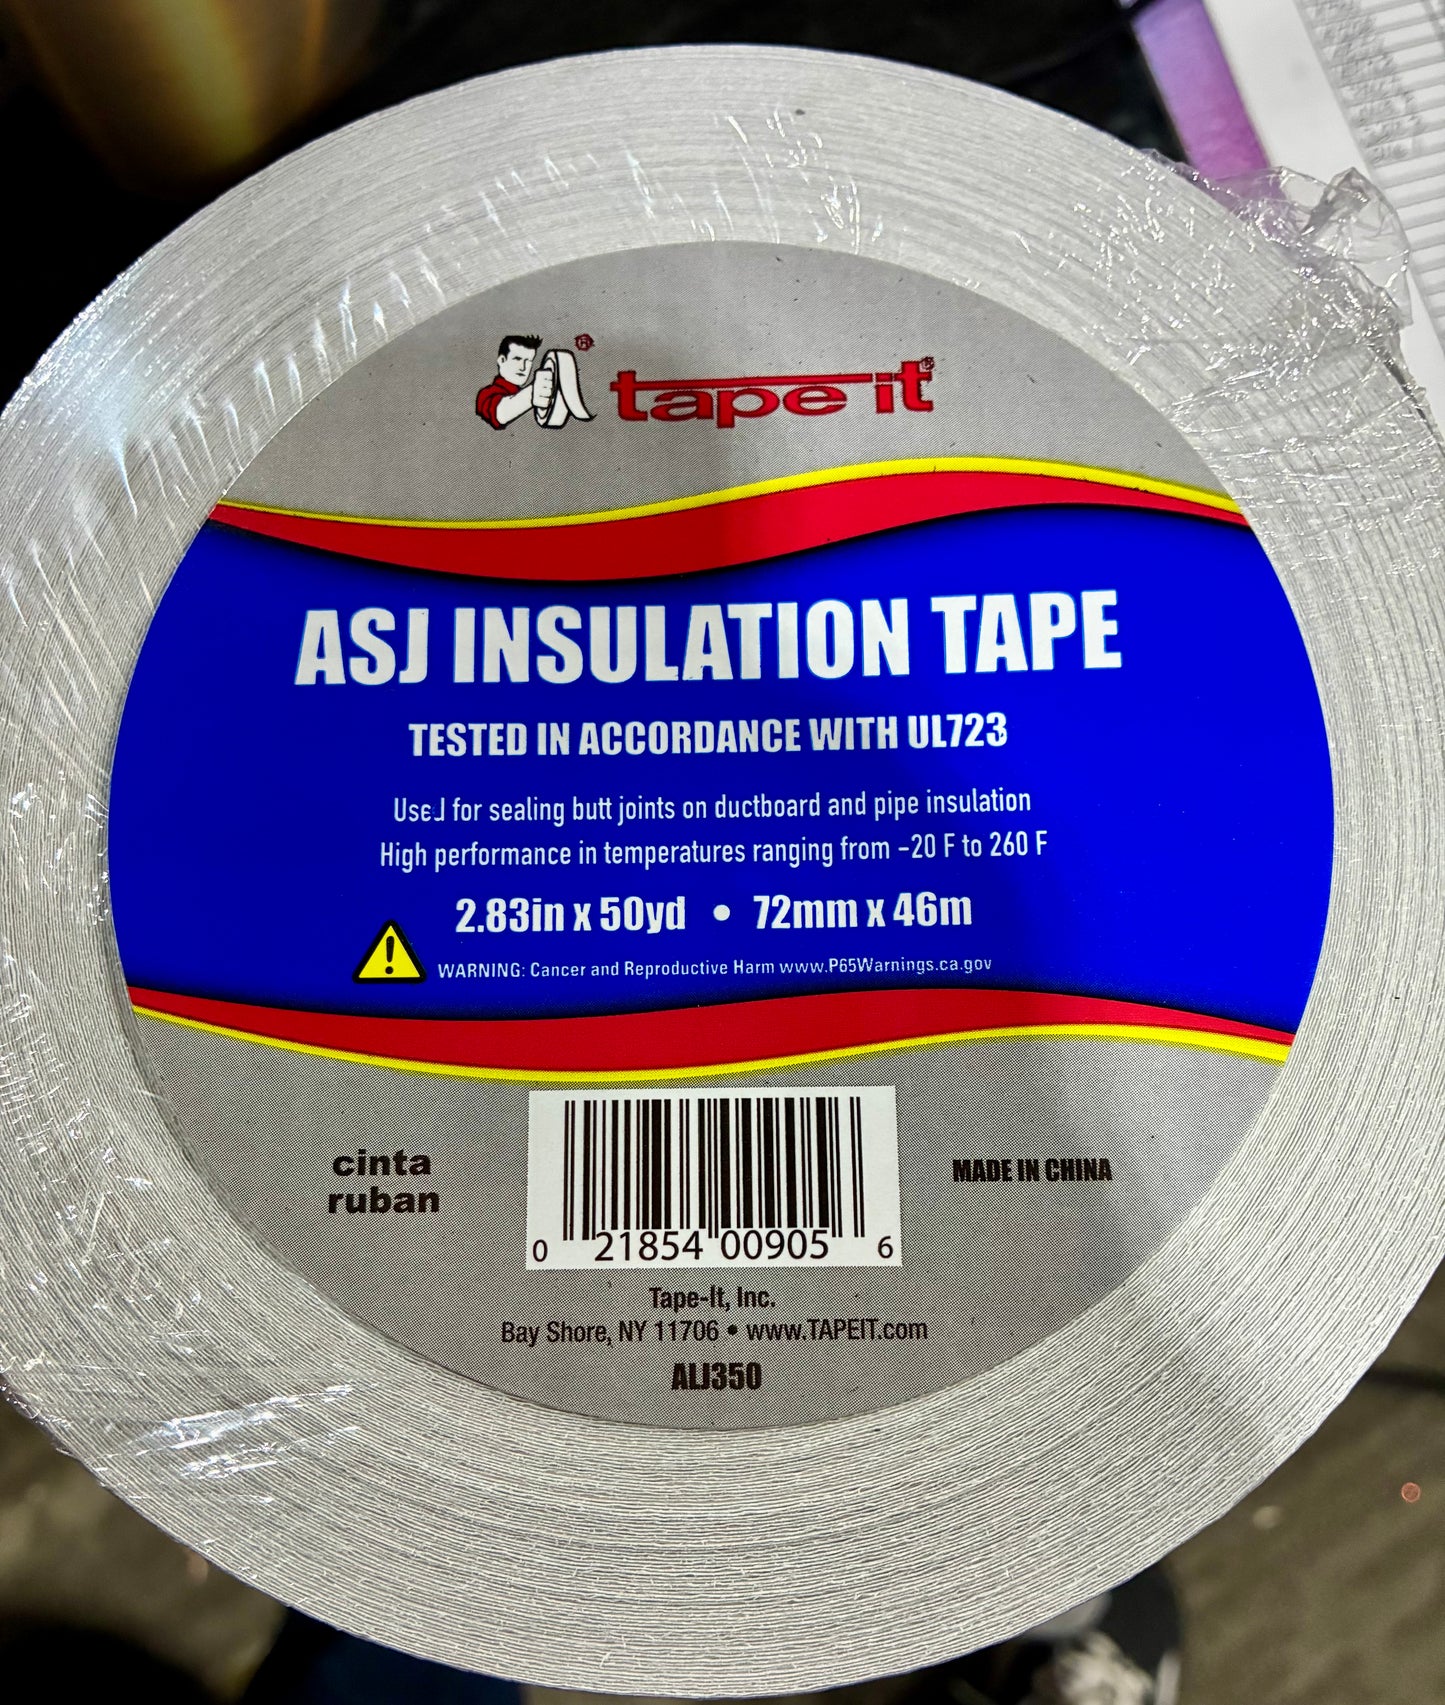 tape it
ASJ INSULATION TAPE
TESTED IN ACCORDANCE WITH UL723
Used for sealing butt joints on ductboard and pipe insulation
High performance in temperatures ranging from -20 F to 260 F
2.83in x 50yd • 72mm x 46m
WARNING: Cancer and Reproductive Harm www.P65Warnings.ca.gov
cinta
ruban
MADE IN CHINA
0 21854 00905 6
Tape-It, Inc.
Bay Shore, NY 11706 • www.TAPEIT.com
ALJ350